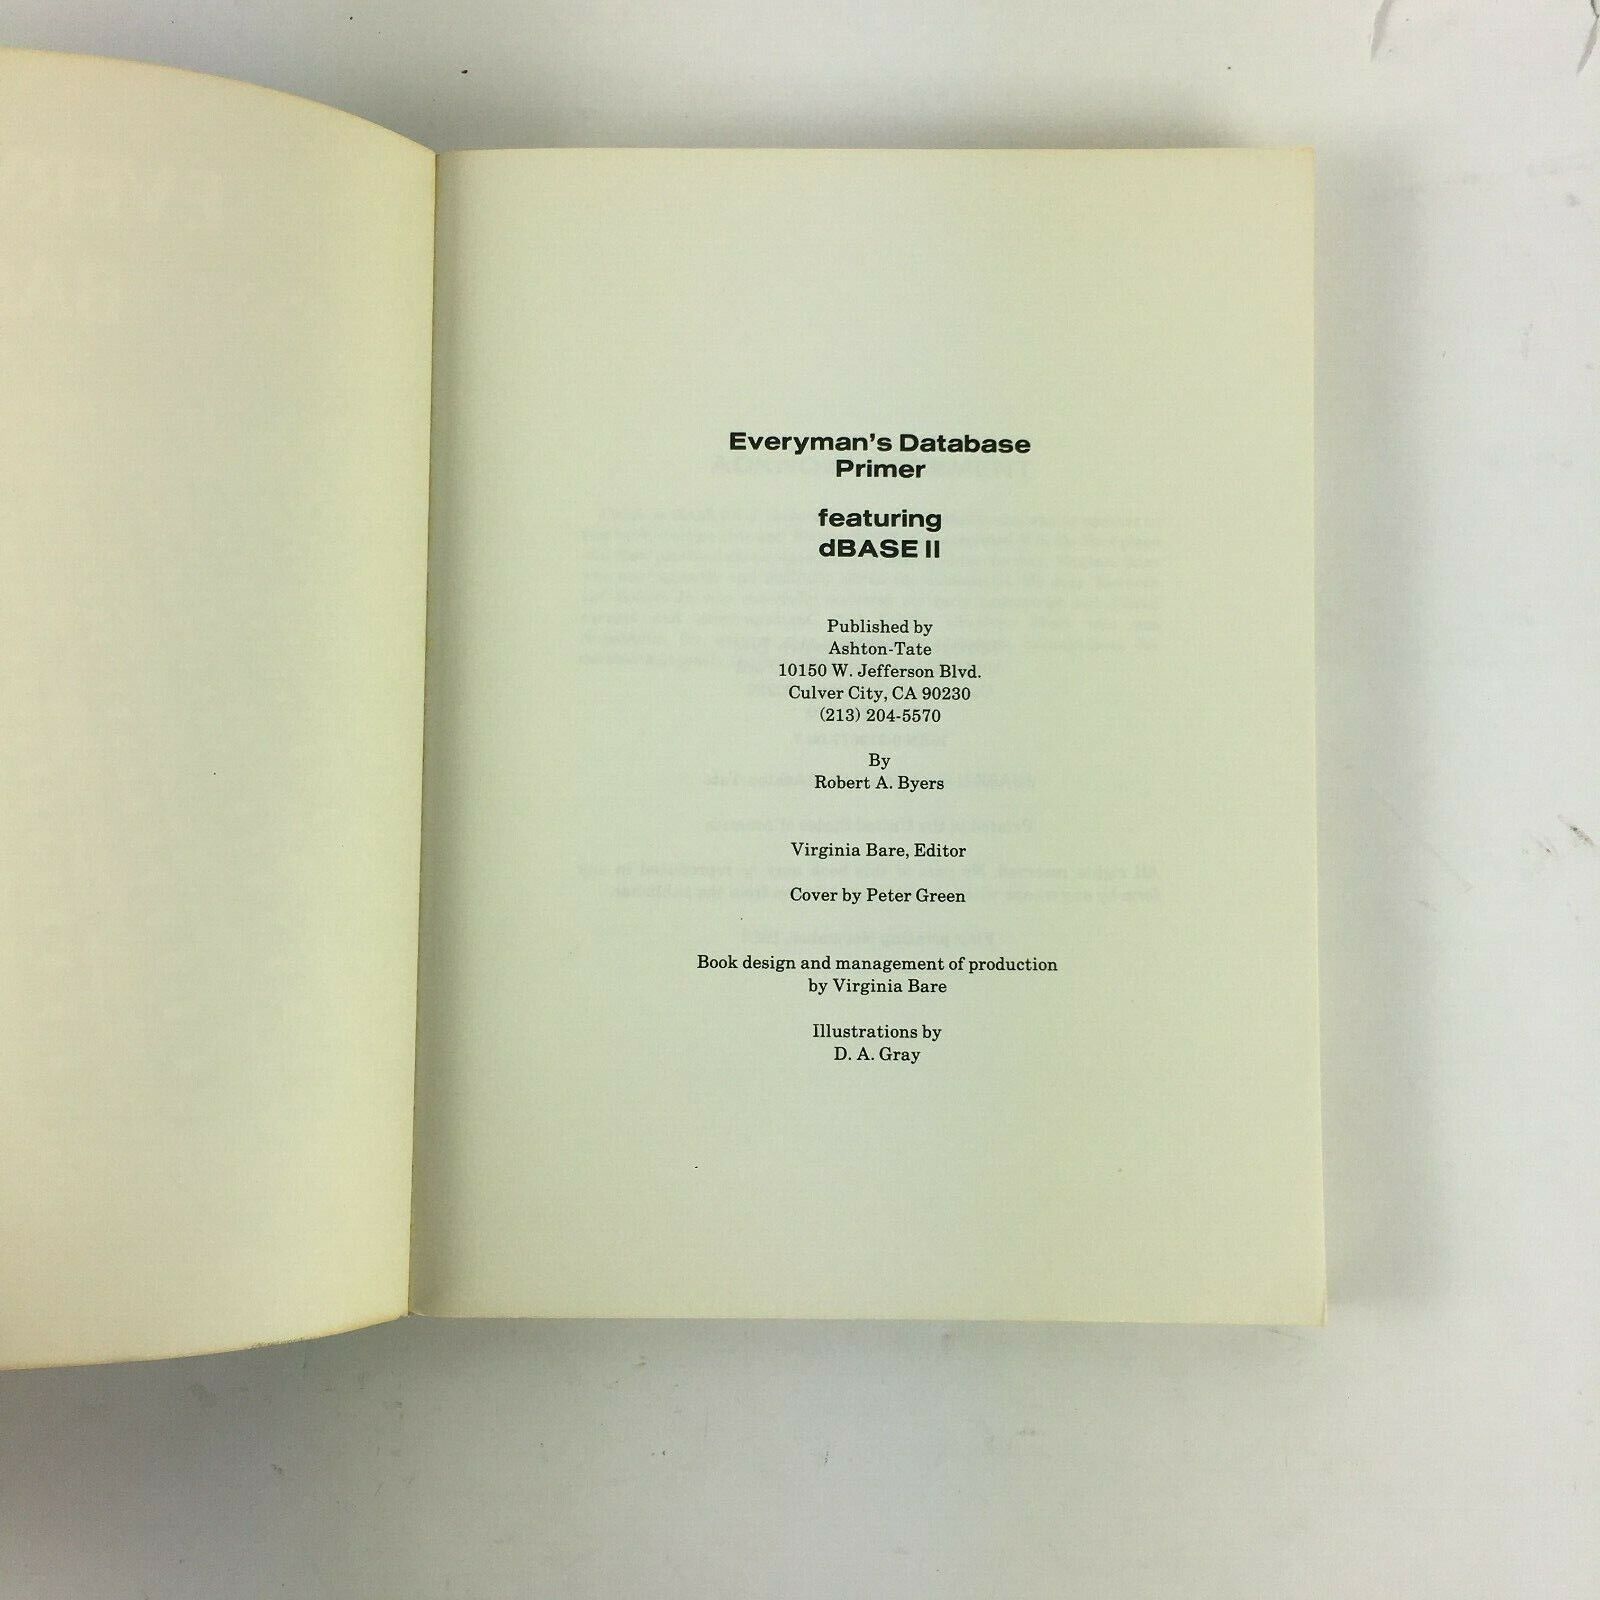 Everyman's Database
Primer
featuring
dBASE II
Published by
Ashton-Tate
10150 W. Jefferson Blvd.
Culver City, CA 90230
(213) 204-5570
By
Robert A. Byers
Virginia Bare, Editor
Cover by Peter Green
Book design and management of production
by Virginia Bare
Illustrations by
D. A. Gray